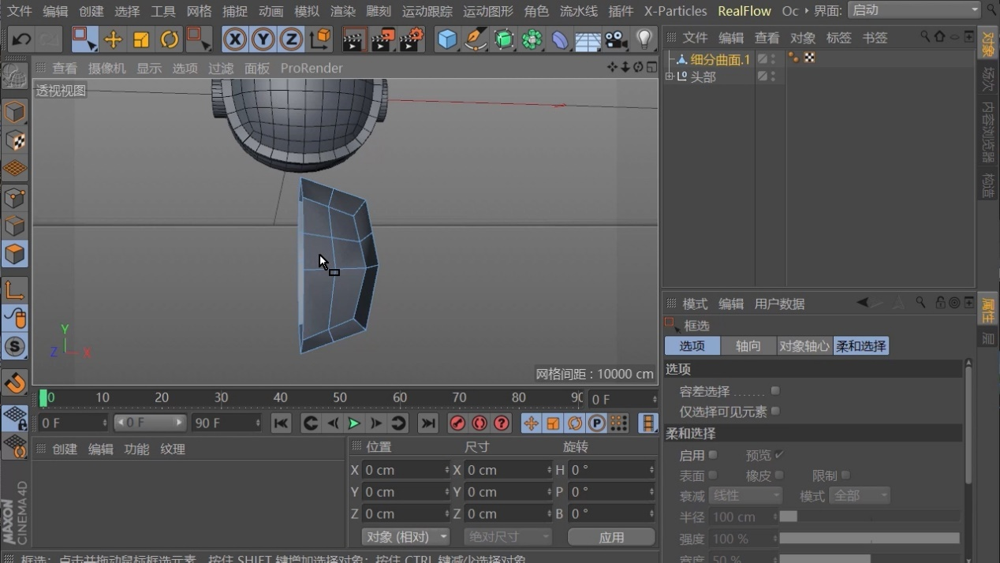 文件 编辑 创建 选择 工具 网格 捕捉 动画 模拟 渲染 雕刻 运动跟踪 运动图形 角色 流水线 插件 X-Particles RealFlow Oc 界面: 启动
X Y Z
文件 编辑 查看 对象 标签 书签
查看 摄像机 显示 选项 过滤 面板 ProRender
透视视图
细分曲面.1
头部
对象
场次
内容浏览器
构造
Y
Z X
网格间距 : 10000 cm
模式 编辑 用户数据
框选
选项 轴向 对象轴心 柔和选择
属性
层
选项
容差选择
仅选择可见元素
柔和选择
启用 预览
表面 橡皮 限制
衰减 线性 模式 全部
半径 100 cm
强度 100 %
宽度 50 %
0 10 20 30 40 50 60 70 80 90 0 F
0 F 0 F 90 F
创建 编辑 功能 纹理
位置 尺寸 旋转
X 0 cm X 0 cm H 0 °
Y 0 cm Y 0 cm P 0 °
Z 0 cm Z 0 cm B 0 °
对象 (相对) 绝对尺寸 应用
MAXON
CINEMA 4D
框选：点击并拖动鼠标框选元素。按住 SHIFT 键增加选择对象；按住 CTRL 键减少选择对象。